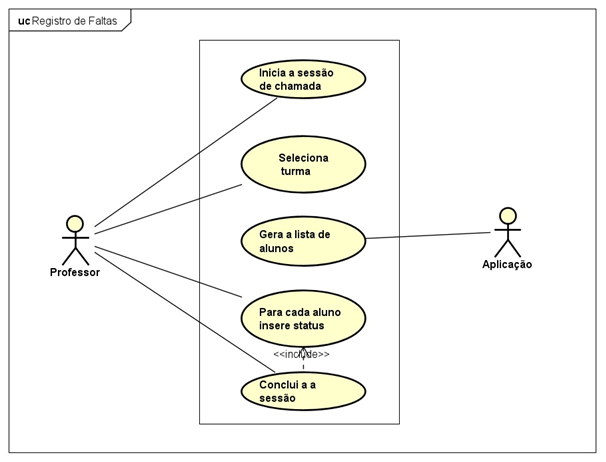 uc Registro de Faltas
Inicia a sessão
de chamada
Seleciona
turma
Gera a lista de
alunos
Professor
Aplicação
Para cada aluno
insere status
<<include>>
Conclui a a
sessão